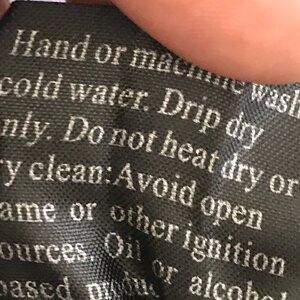 Hand or machine wash
cold water. Drip dry
nly. Do not heat dry or
y clean:Avoid open
ame or other ignition
ources. Oil or alcohol
based